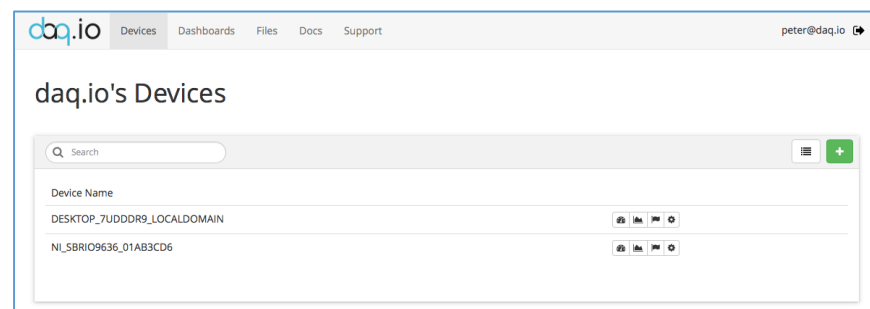 daq.io Devices Dashboards Files Docs Support peter@daq.io
daq.io's Devices
Search
Device Name
DESKTOP_7UDDDR9_LOCALDOMAIN
NI_SBRIO9636_01AB3CD6